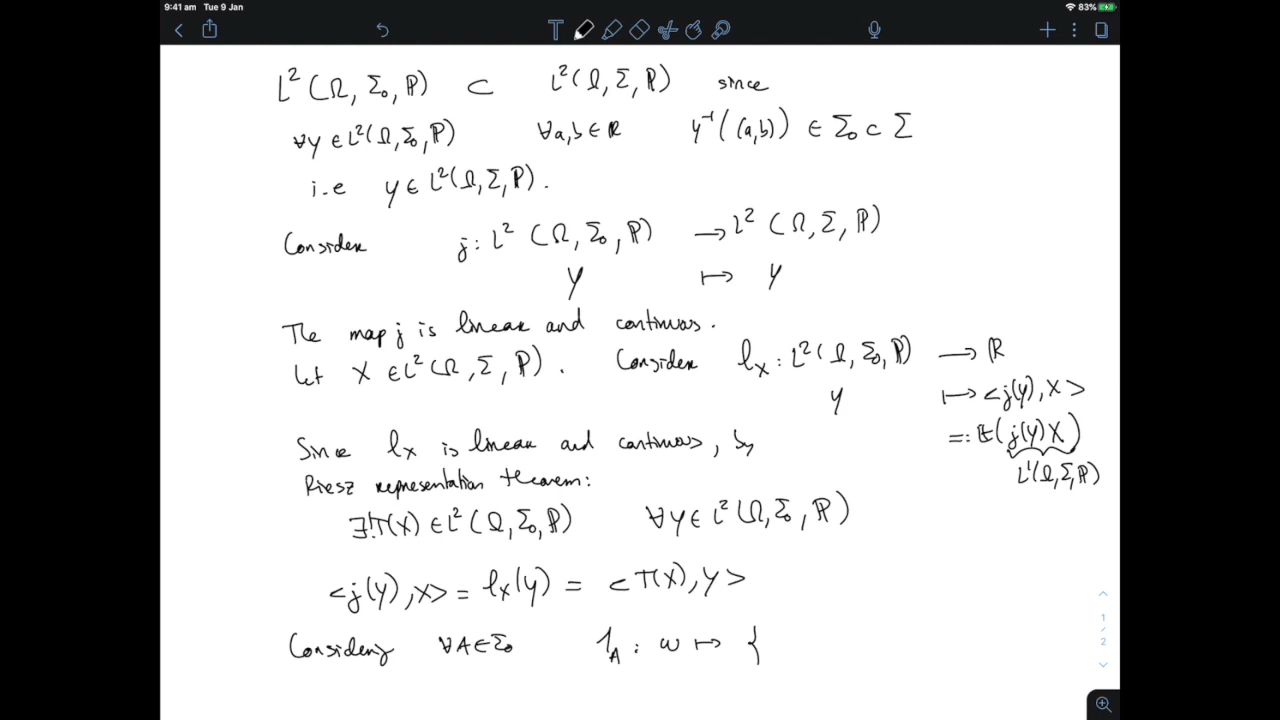 9:41 am Tue 9 Jan
83%
L²(Ω, Σ₀, ℙ) ⊂ L²(Ω, Σ, ℙ) since
∀y ∈ L²(Ω, Σ₀, ℙ) ∀a,b ∈ ℝ y⁻¹((a,b)) ∈ Σ₀ ⊂ Σ
i.e y ∈ L²(Ω, Σ, ℙ).
Consider j: L²(Ω, Σ₀, ℙ) → L²(Ω, Σ, ℙ)
y ↦ y
The map j is linear and continuous.
Let X ∈ L²(Ω, Σ, ℙ). Consider l_X : L²(Ω, Σ₀, ℙ) → ℝ
y ↦ <j(y), X>
=: 𝔼(j(y)X)
L¹(Ω, Σ, ℙ)
Since l_X is linear and continuous, by
Riesz representation theorem:
∃!T(X) ∈ L²(Ω, Σ₀, ℙ) ∀y ∈ L²(Ω, Σ₀, ℙ)
<j(y), X> = l_X(y) = <T(X), y>
Considering ∀A ∈ Σ₀ 1_A : ω ↦ {
1
/
2